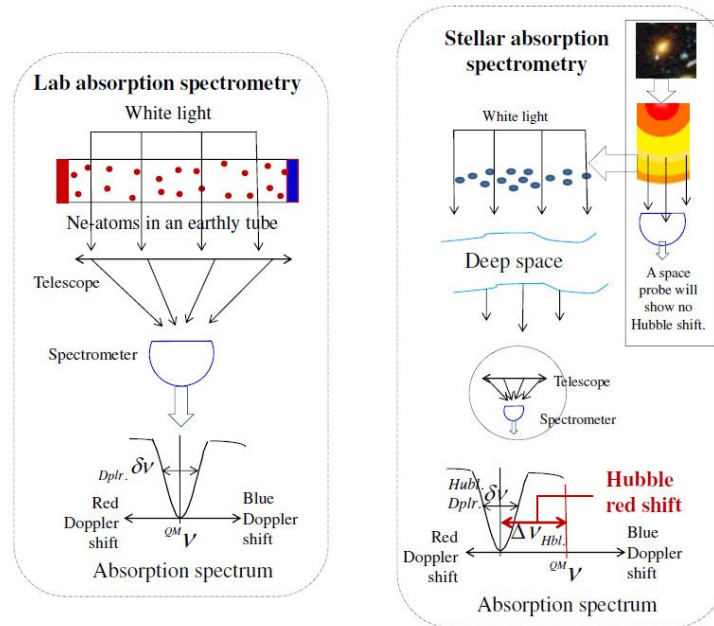 Lab absorption spectrometry
White light
Ne-atoms in an earthly tube
Telescope
Spectrometer
Dplr. δν
Red
Doppler
shift
QM ν
Blue
Doppler
shift
Absorption spectrum
Stellar absorption
spectrometry
White light
Deep space
A space
probe will
show no
Hubble shift.
Telescope
Spectrometer
Hubl.
Dplr. δν
Hubble
red shift
Δν Hbl.
Red
Doppler
shift
QM ν
Blue
Doppler
shift
Absorption spectrum